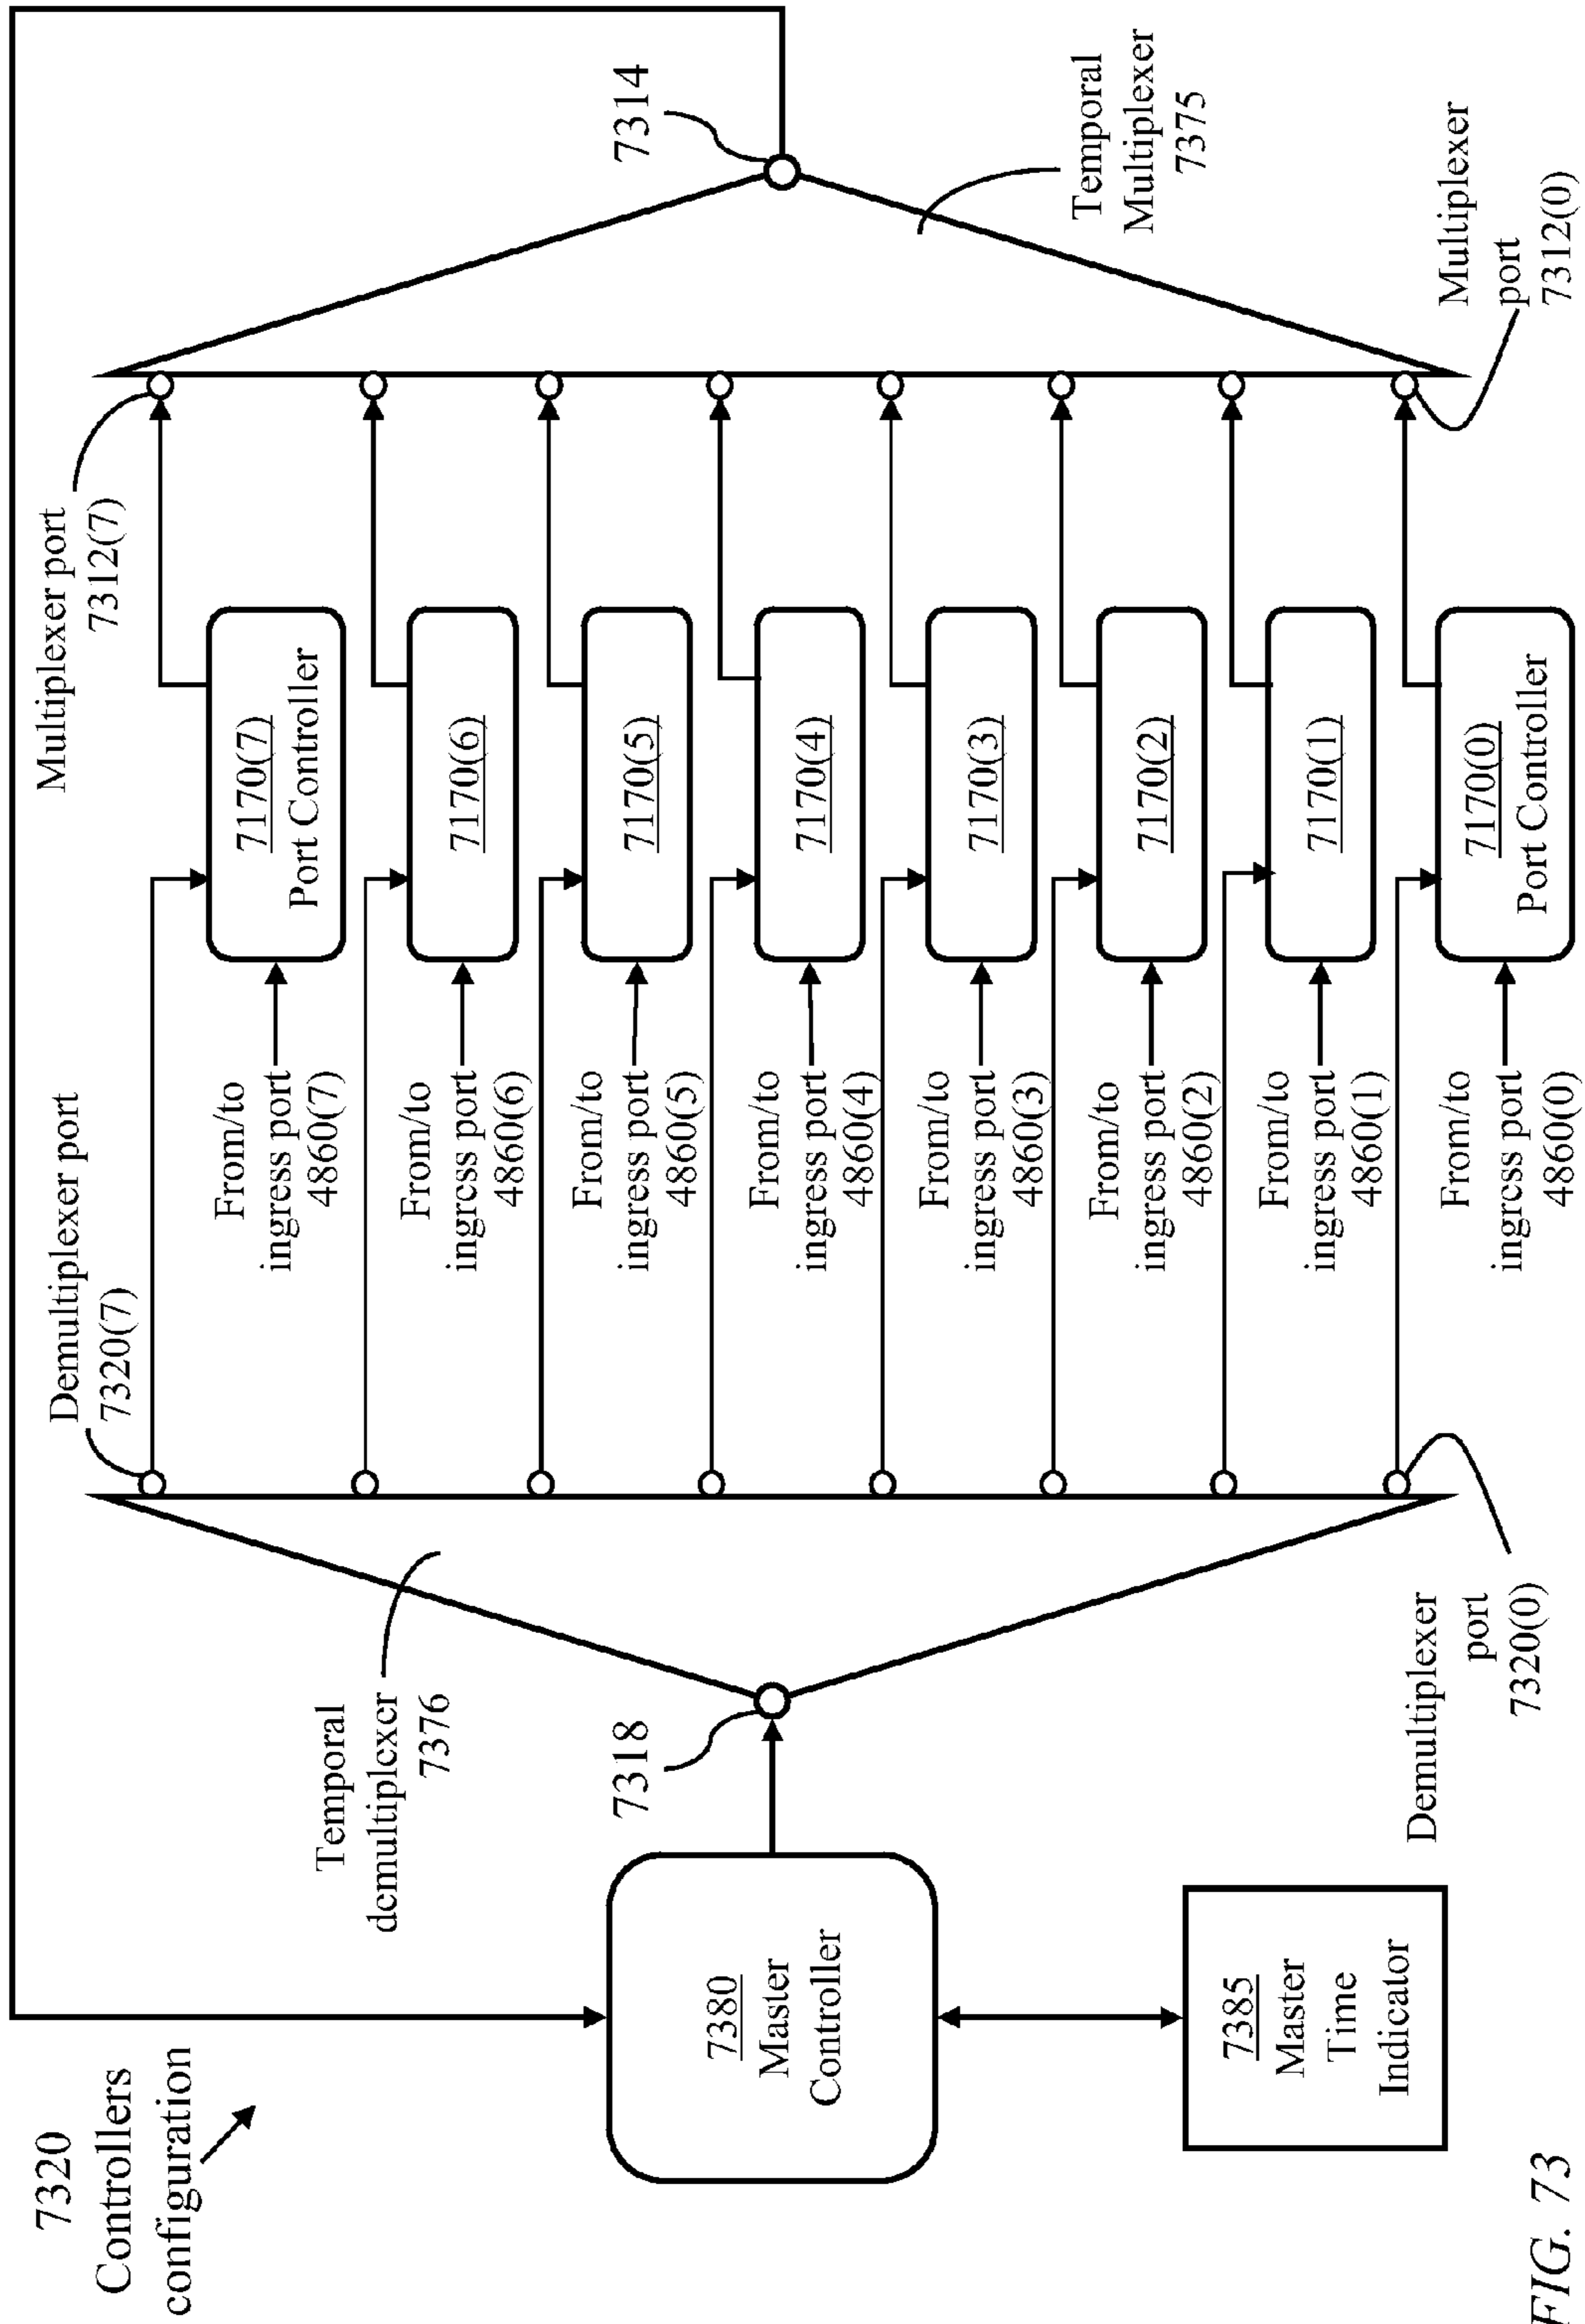 7320
Controllers
configuration
Temporal
demultiplexer
7376
7318
7380
Master
Controller
7385
Master
Time
Indicator
Demultiplexer port
7320(7)
Demultiplexer
port
7320(0)
From/to
ingress port
4860(7)
From/to
ingress port
4860(6)
From/to
ingress port
4860(5)
From/to
ingress port
4860(4)
From/to
ingress port
4860(3)
From/to
ingress port
4860(2)
From/to
ingress port
4860(1)
From/to
ingress port
4860(0)
7170(7)
Port Controller
7170(6)
7170(5)
7170(4)
7170(3)
7170(2)
7170(1)
7170(0)
Port Controller
Multiplexer port
7312(7)
7314
Temporal
Multiplexer
7375
Multiplexer
port
7312(0)
FIG. 73